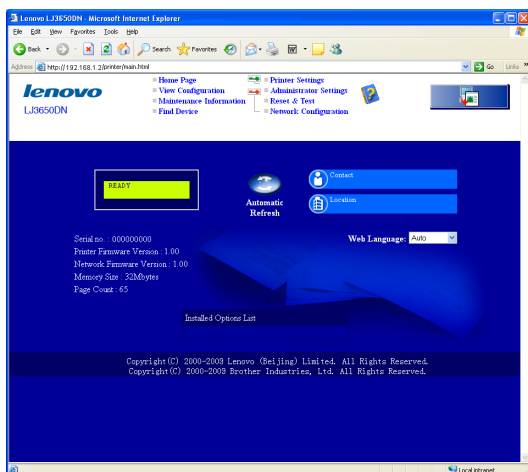 Lenovo LJ3650DN - Microsoft Internet Explorer
File Edit View Favorites Tools Help
Back Search Favorites
Address http://192.168.1.2/printer/main.html Go Links »
lenovo
LJ3650DN
Home Page
View Configuration
Maintenance Information
Find Device
Printer Settings
Administrator Settings
Reset & Test
Network Configuration
READY
Automatic
Refresh
Contact
Location
Serial no. : 000000000
Printer Firmware Version : 1.00
Network Firmware Version : 1.00
Memory Size : 32Mbytes
Page Count : 65
Web Language: Auto
Installed Options List
Copyright(C) 2000-2008 Lenovo (Beijing) Limited. All Rights Reserved.
Copyright(C) 2000-2008 Brother Industries, Ltd. All Rights Reserved.
Local intranet